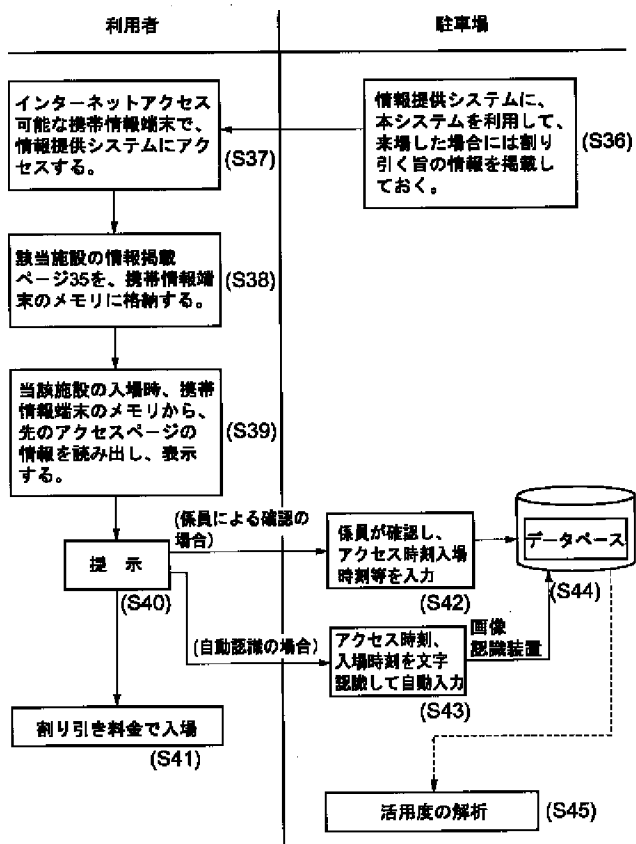 利用者
駐車場
インターネットアクセス
可能な携帯情報端末で、
情報提供システムにアク
セスする。
(S37)
情報提供システムに、
本システムを利用して、
来場した場合には割り
引く旨の情報を掲載し
ておく。
(S36)
該当施設の情報掲載
ページ35を、携帯情報端
末のメモリに格納する。
(S38)
当該施設の入場時、携帯
情報端末のメモリから、
先のアクセスページの
情報を読み出し、表示
する。
(S39)
(係員による確認の
場合)
提 示
(S40)
係員が確認し、
アクセス時刻入場
時刻等を入力
(S42)
データベース
(S44)
(自動認識の場合)
アクセス時刻、
入場時刻を文字
認識して自動入力
(S43)
画像
認識装置
割り引き料金で入場
(S41)
活用度の解析
(S45)